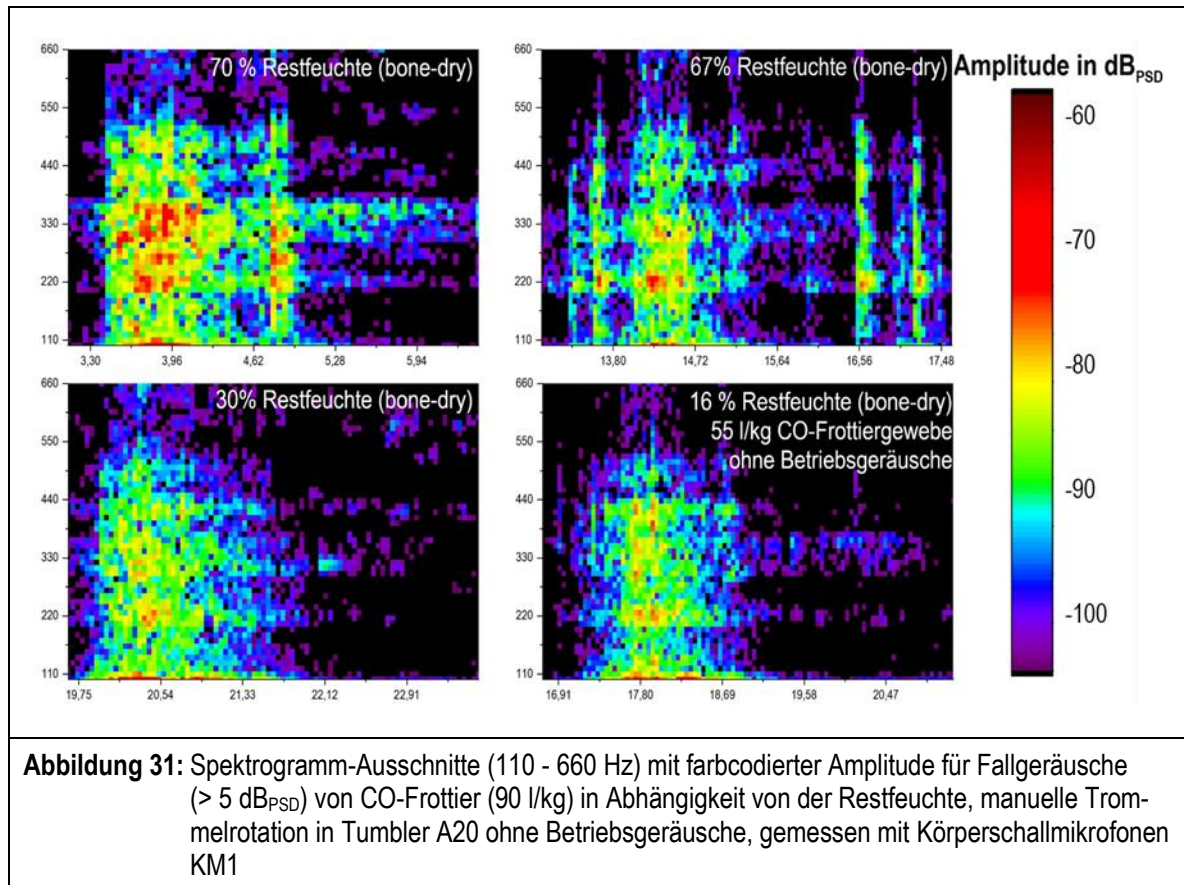 660
550
440
330
220
110
70 % Restfeuchte (bone-dry)
3,30 3,96 4,62 5,28 5,94
660
550
440
330
220
110
67% Restfeuchte (bone-dry)
13,80 14,72 15,64 16,56 17,48
Amplitude in dBPSD
-60
-70
-80
-90
-100
660
550
440
330
220
110
30% Restfeuchte (bone-dry)
19,75 20,54 21,33 22,12 22,91
660
550
440
330
220
110
16 % Restfeuchte (bone-dry)
55 l/kg CO-Frottiergewebe
ohne Betriebsgeräusche
16,91 17,80 18,69 19,58 20,47
Abbildung 31: Spektrogramm-Ausschnitte (110 - 660 Hz) mit farbcodierter Amplitude für Fallgeräusche
(> 5 dBPSD) von CO-Frottier (90 l/kg) in Abhängigkeit von der Restfeuchte, manuelle Trom-
melrotation in Tumbler A20 ohne Betriebsgeräusche, gemessen mit Körperschallmikrofonen
KM1